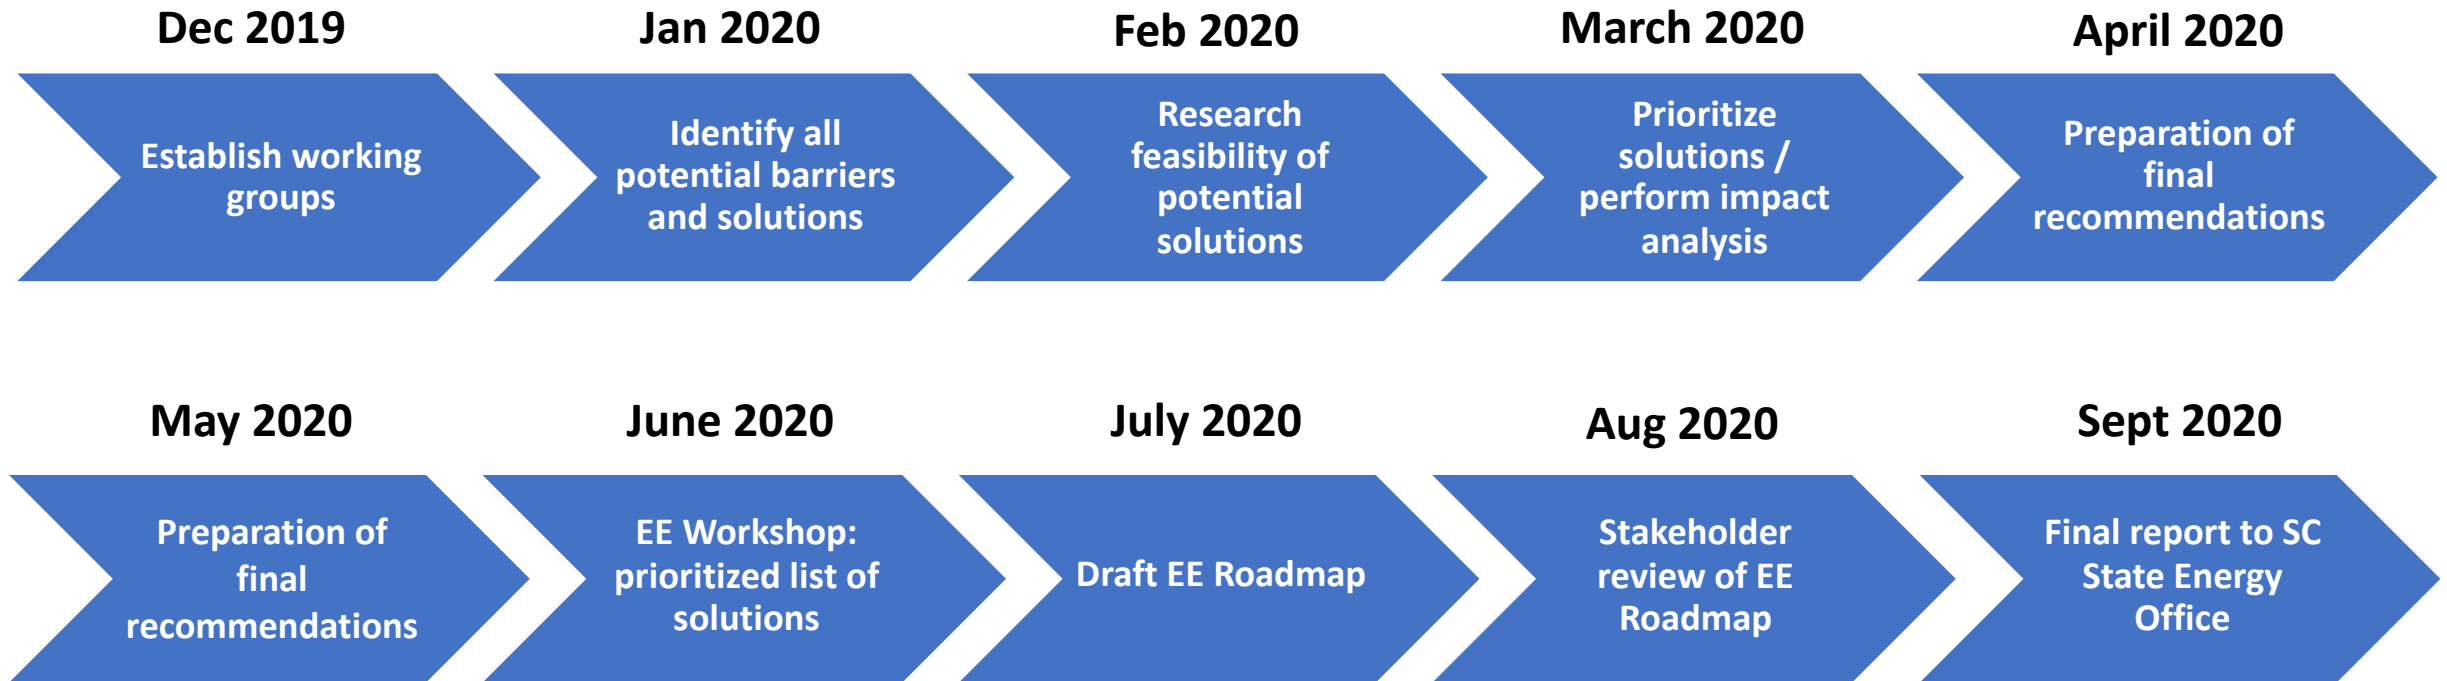 Dec 2019
Establish working
groups
Jan 2020
Identify all
potential barriers
and solutions
Feb 2020
Research
feasibility of
potential
solutions
March 2020
Prioritize
solutions /
perform impact
analysis
April 2020
Preparation of
final
recommendations
May 2020
Preparation of
final
recommendations
June 2020
EE Workshop:
prioritized list of
solutions
July 2020
Draft EE Roadmap
Aug 2020
Stakeholder
review of EE
Roadmap
Sept 2020
Final report to SC
State Energy
Office